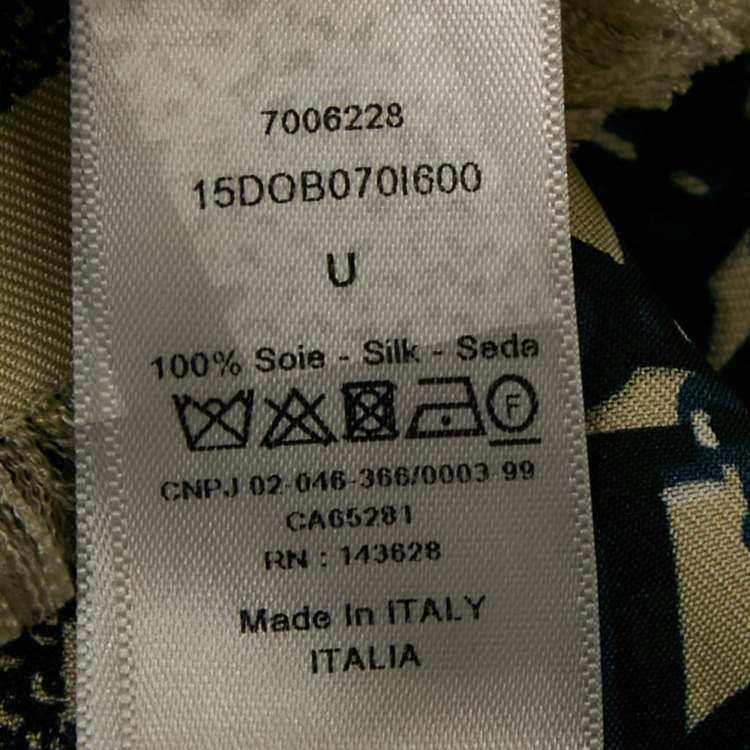 7006228
15DOB070I600
U
100% Soie - Silk - Seda
F
CNPJ 02-046-366/0003-99
CA65281
RN : 143628
Made In ITALY
ITALIA